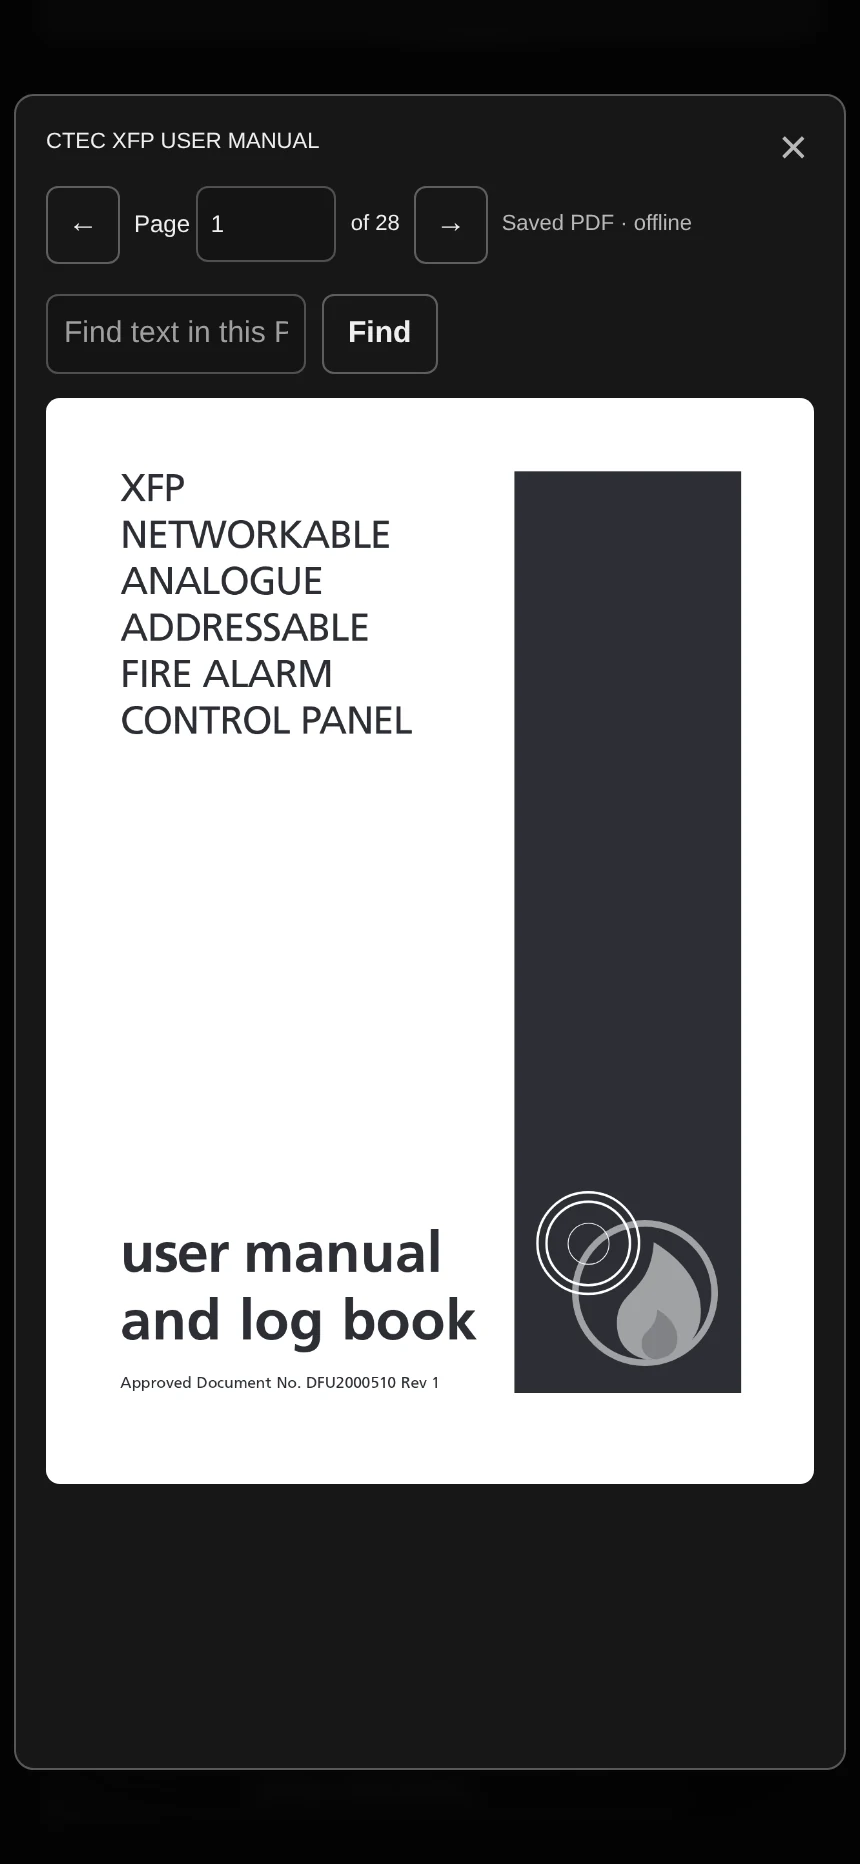 CTEC XFP USER MANUAL
×
← Page 1 of 28 → Saved PDF · offline
Find text in this F
Find
XFP
NETWORKABLE
ANALOGUE
ADDRESSABLE
FIRE ALARM
CONTROL PANEL
user manual
and log book
Approved Document No. DFU2000510 Rev 1